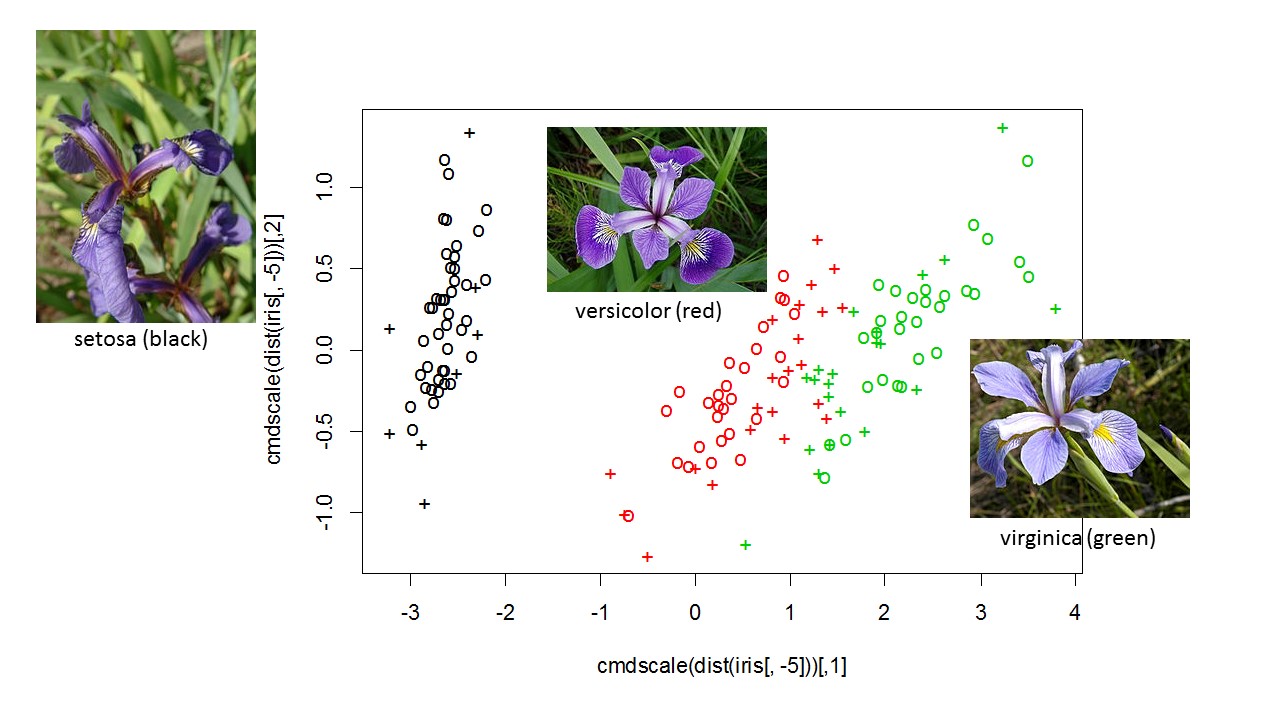 setosa (black)
versicolor (red)
virginica (green)
cmdscale(dist(iris[, -5]))[,2]
1.0
0.5
0.0
-0.5
-1.0
-3 -2 -1 0 1 2 3 4
cmdscale(dist(iris[, -5]))[,1]